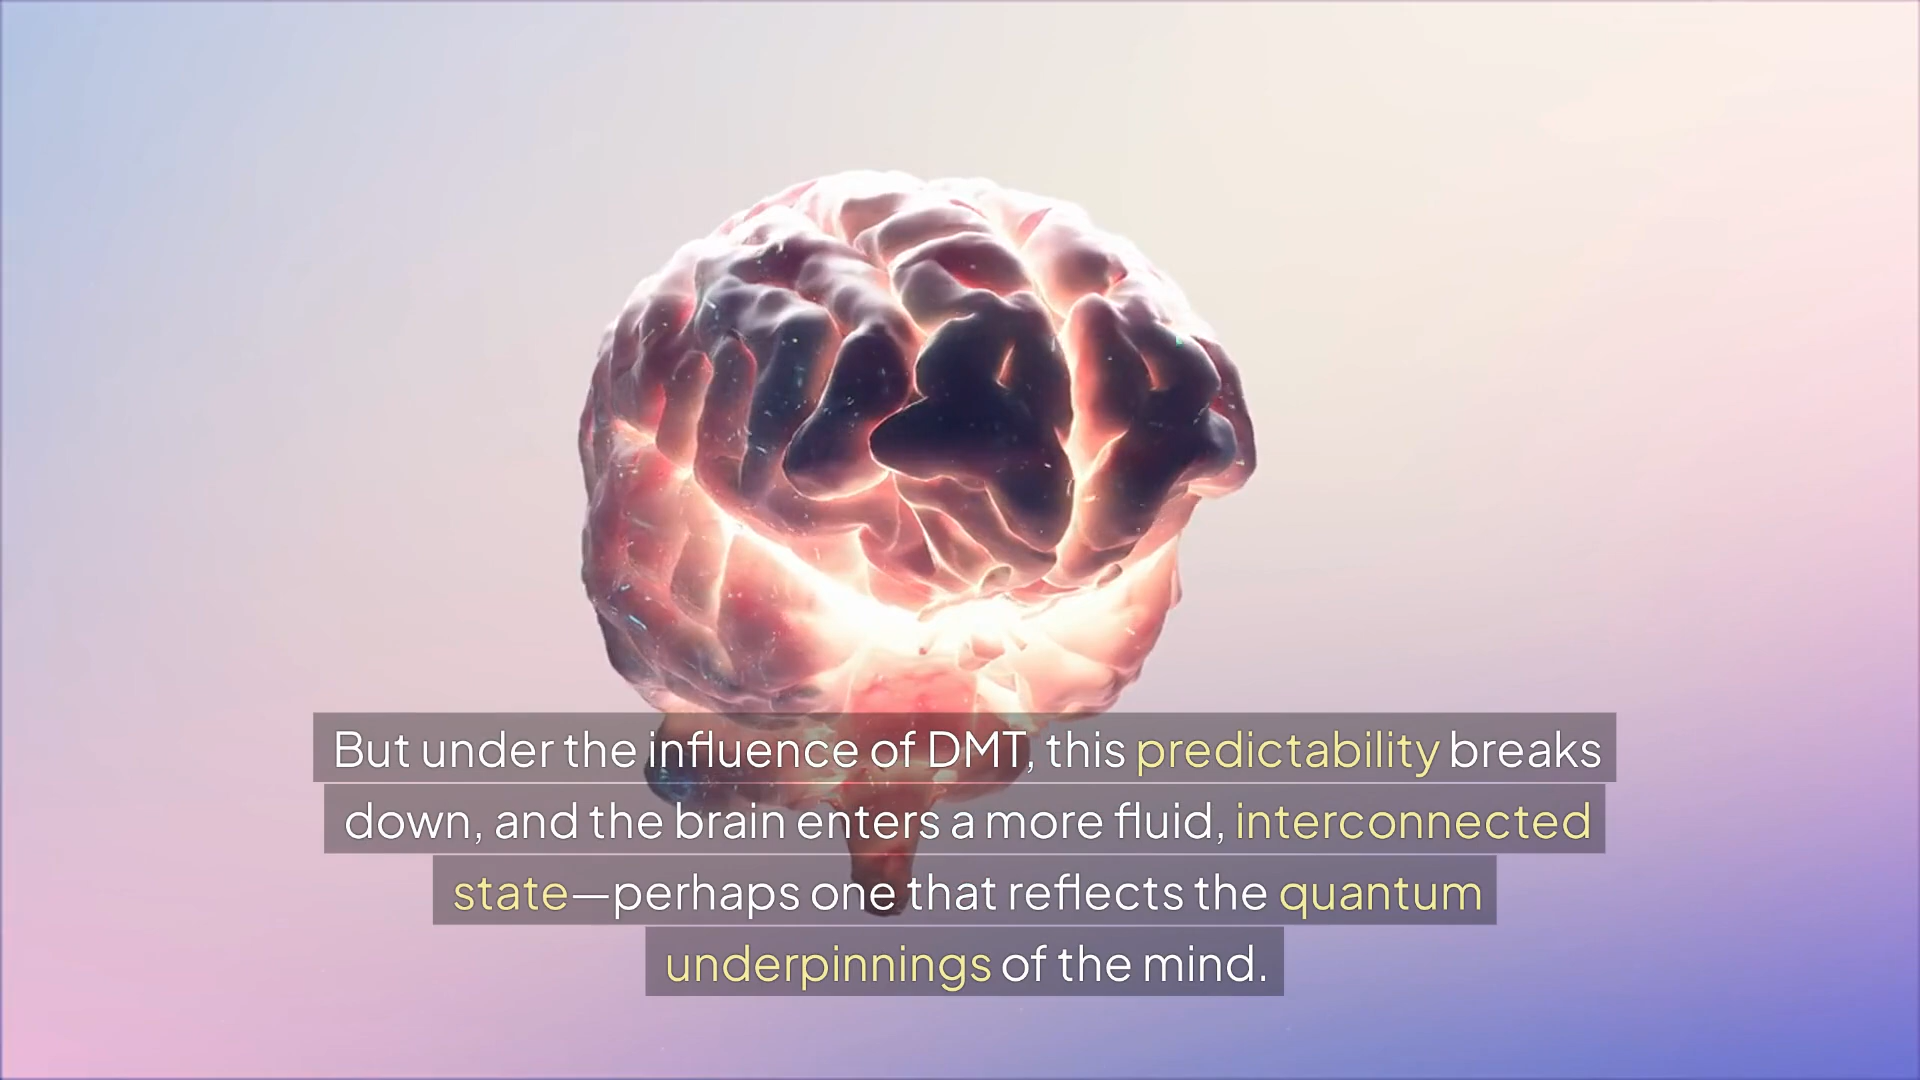 But under the influence of DMT, this predictability breaks
down, and the brain enters a more fluid, interconnected
state—perhaps one that reflects the quantum
underpinnings of the mind.